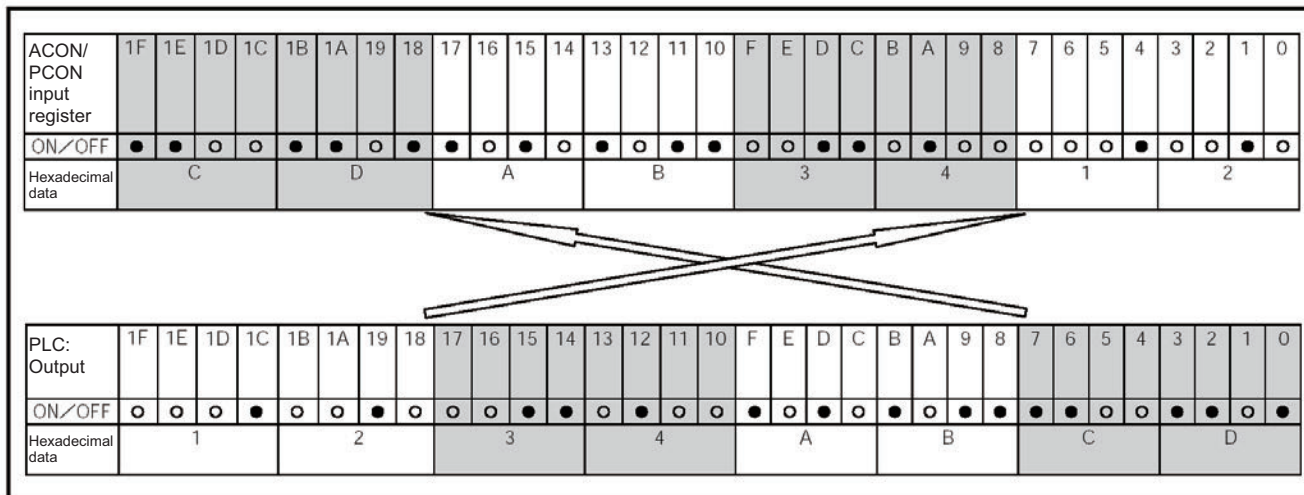 ACON/
PCON
input
register
1F 1E 1D 1C 1B 1A 19 18 17 16 15 14 13 12 11 10 F E D C B A 9 8 7 6 5 4 3 2 1 0
ON/OFF ● ● ○ ○ ● ● ○ ● ● ○ ● ○ ● ○ ● ● ○ ○ ● ● ○ ● ○ ○ ○ ○ ○ ● ○ ○ ● ○
Hexadecimal
data
C D A B 3 4 1 2
PLC:
Output
1F 1E 1D 1C 1B 1A 19 18 17 16 15 14 13 12 11 10 F E D C B A 9 8 7 6 5 4 3 2 1 0
ON/OFF ○ ○ ○ ● ○ ○ ● ○ ○ ○ ● ● ○ ● ○ ○ ● ○ ● ○ ● ○ ● ● ● ● ○ ○ ● ● ○ ●
Hexadecimal
data
1 2 3 4 A B C D